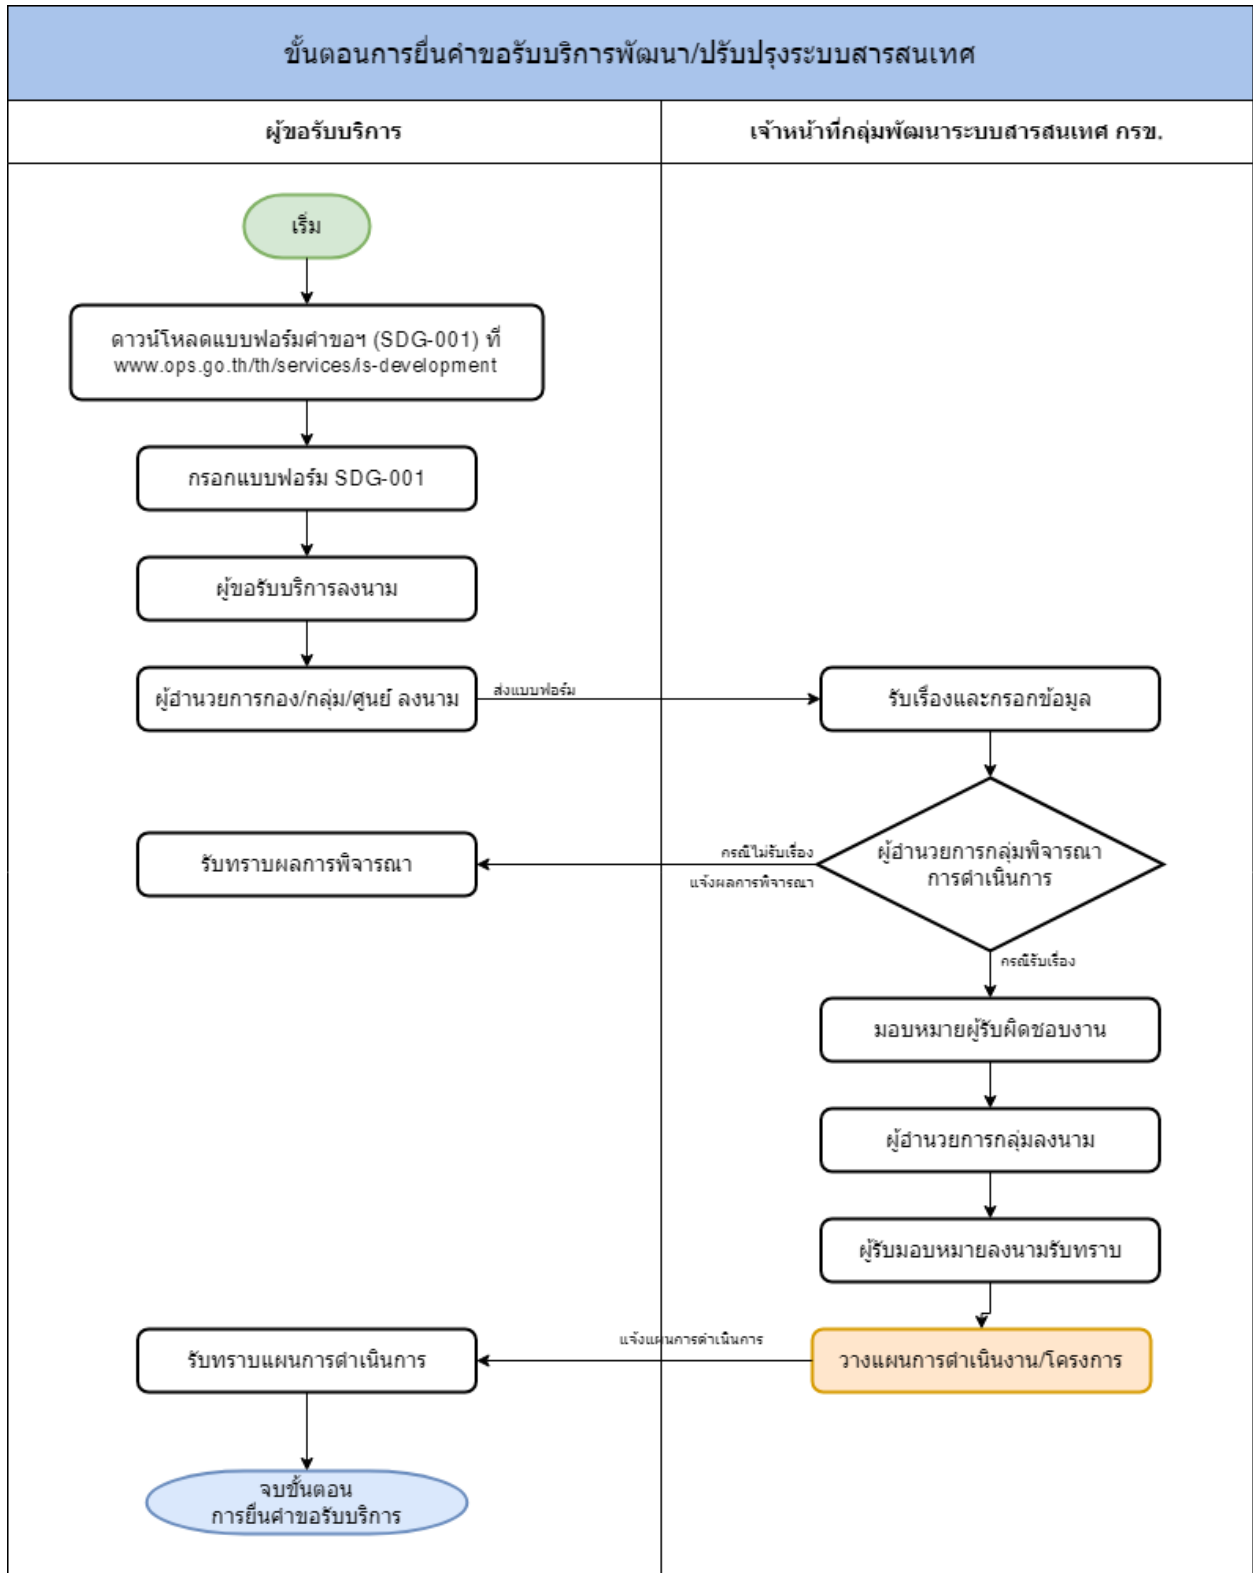 ขั้นตอนการยื่นคำขอรับบริการพัฒนา/ปรับปรุงระบบสารสนเทศ
ผู้ขอรับบริการ
เจ้าหน้าที่กลุ่มพัฒนาระบบสารสนเทศ กรข.
เริ่ม
ดาวน์โหลดแบบฟอร์มคำขอฯ (SDG-001) ที่
www.ops.go.th/th/services/is-development
กรอกแบบฟอร์ม SDG-001
ผู้ขอรับบริการลงนาม
ผู้อำนวยการกอง/กลุ่ม/ศูนย์ ลงนาม
ส่งแบบฟอร์ม
รับเรื่องและกรอกข้อมูล
ผู้อำนวยการกลุ่มพิจารณา
การดำเนินการ
กรณีไม่รับเรื่อง
แจ้งผลการพิจารณา
รับทราบผลการพิจารณา
กรณีรับเรื่อง
มอบหมายผู้รับผิดชอบงาน
ผู้อำนวยการกลุ่มลงนาม
ผู้รับมอบหมายลงนามรับทราบ
วางแผนการดำเนินงาน/โครงการ
แจ้งแผนการดำเนินการ
รับทราบแผนการดำเนินการ
จบขั้นตอน
การยื่นคำขอรับบริการ